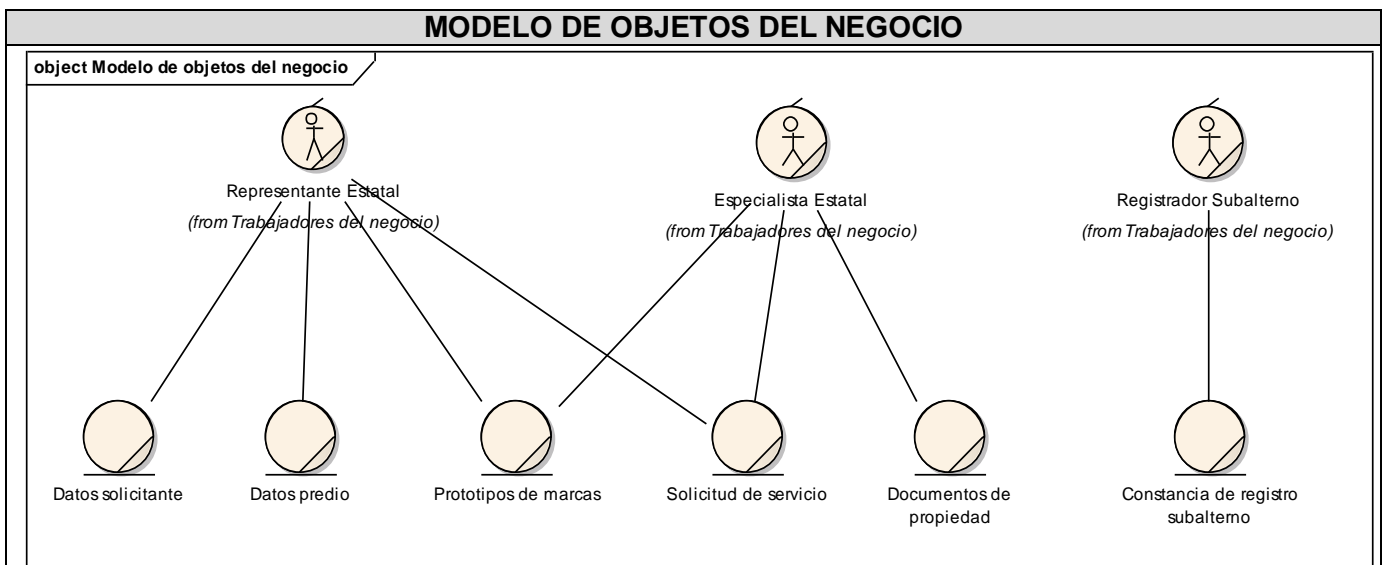 MODELO DE OBJETOS DEL NEGOCIO
object Modelo de objetos del negocio
Representante Estatal
(from Trabajadores del negocio)
Especialista Estatal
(from Trabajadores del negocio)
Registrador Subalterno
(from Trabajadores del negocio)
Datos solicitante
Datos predio
Prototipos de marcas
Solicitud de servicio
Documentos de
propiedad
Constancia de registro
subalterno